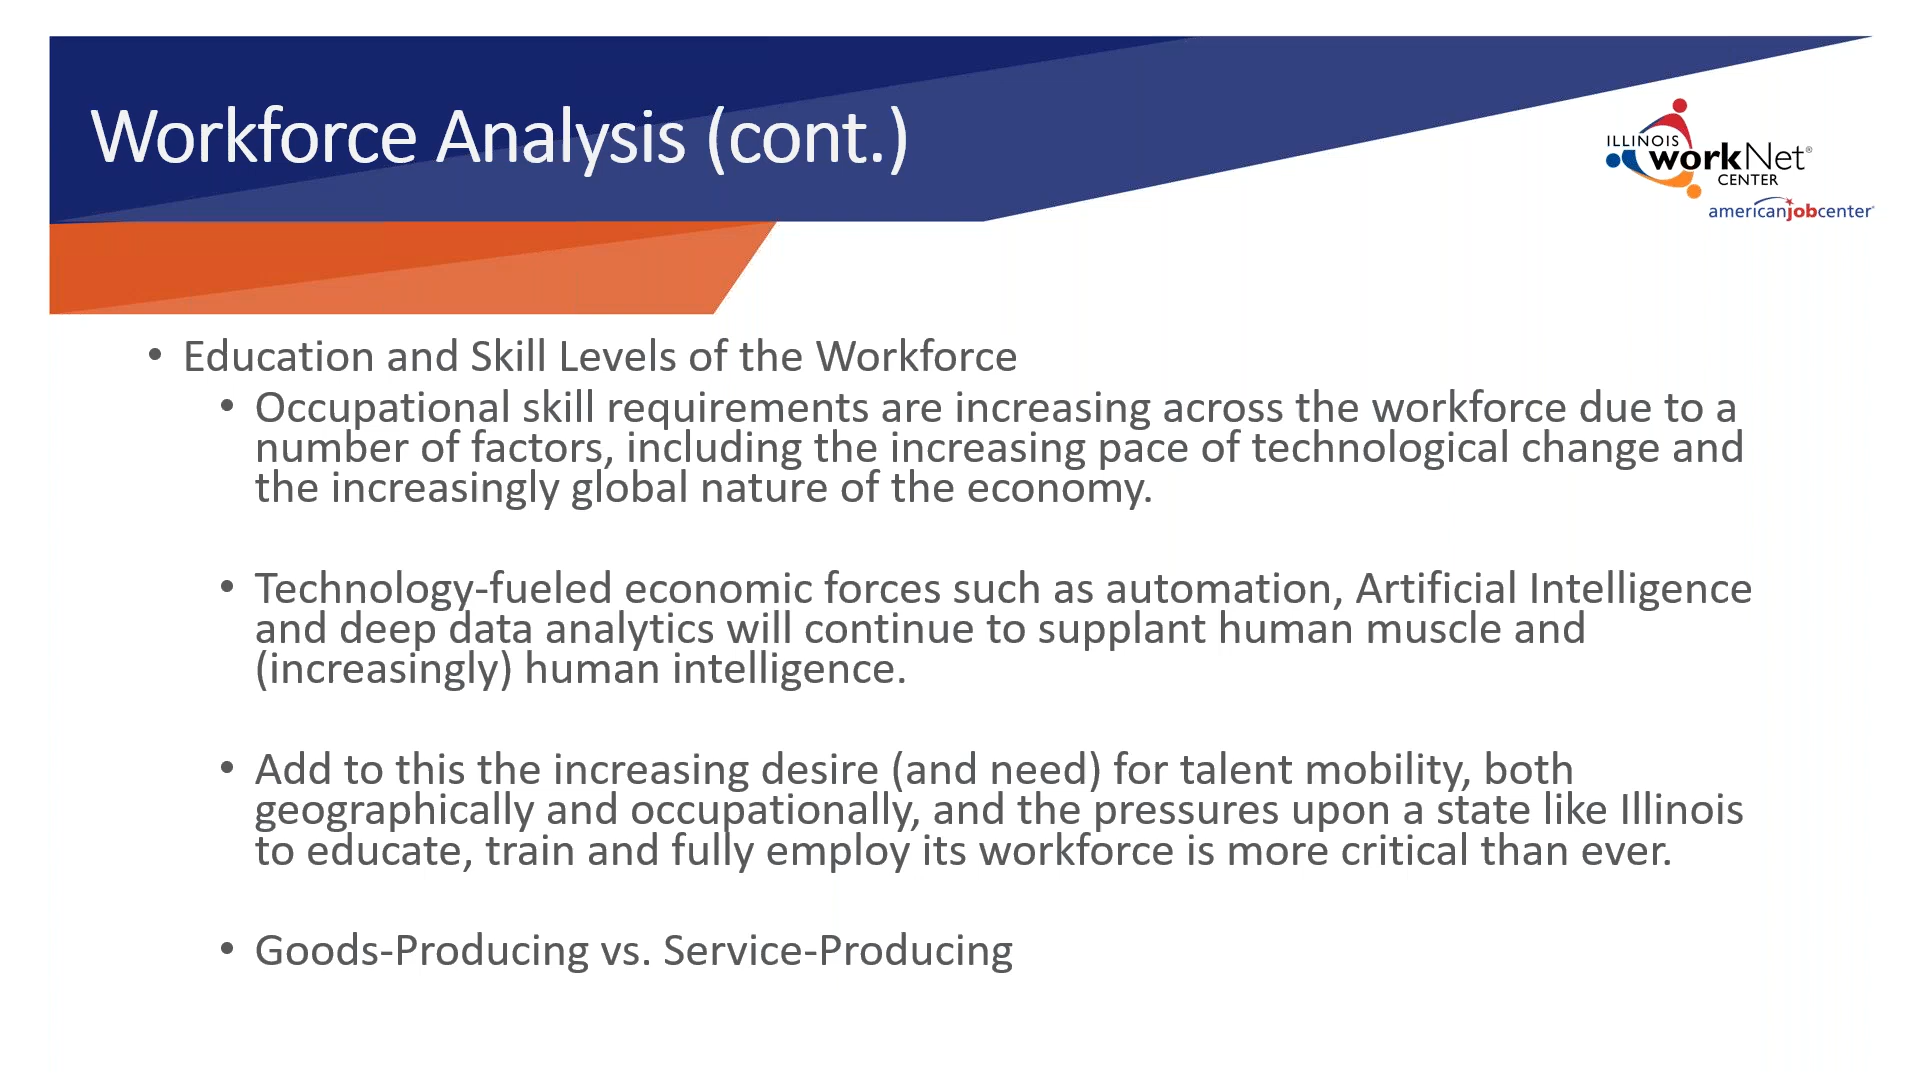 Workforce Analysis (cont.)
ILLINOIS
workNet®
CENTER
americanjobcenter®
• Education and Skill Levels of the Workforce
• Occupational skill requirements are increasing across the workforce due to a
number of factors, including the increasing pace of technological change and
the increasingly global nature of the economy.
• Technology-fueled economic forces such as automation, Artificial Intelligence
and deep data analytics will continue to supplant human muscle and
(increasingly) human intelligence.
• Add to this the increasing desire (and need) for talent mobility, both
geographically and occupationally, and the pressures upon a state like Illinois
to educate, train and fully employ its workforce is more critical than ever.
• Goods-Producing vs. Service-Producing